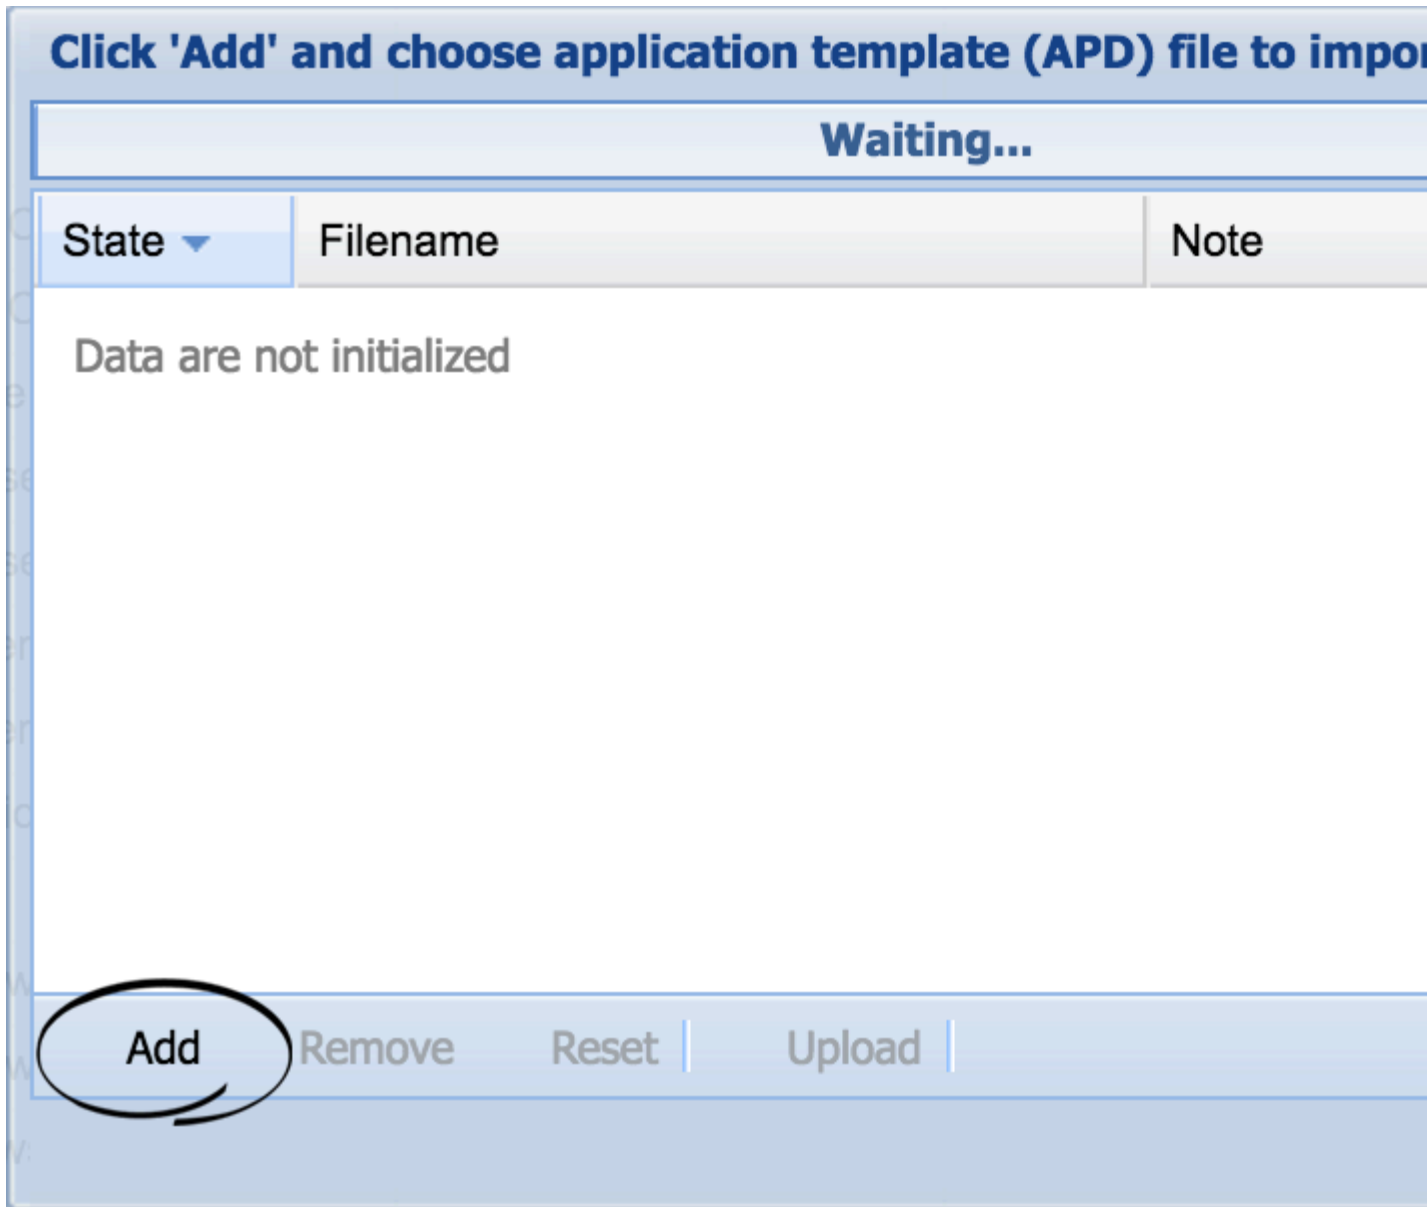 Click 'Add' and choose application template (APD) file to impor
Waiting...
State Filename Note
Data are not initialized
Add Remove Reset Upload